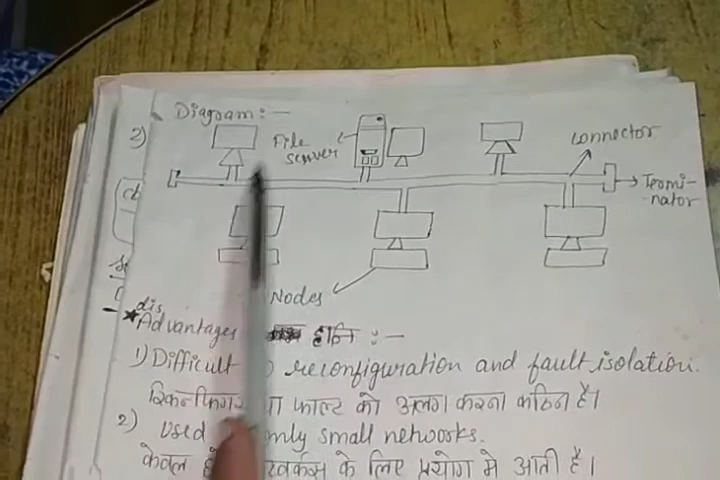 Diagram:-
2)
File server
Connector
Termi-
-nator
Nodes
dis
*Advantages हानि :-
1) Difficult reconfiguration and fault isolation.
फाल्ट को अलग करना कठिन है।
2) used only small networks.
केवल के लिए प्रयोग मे आती है।